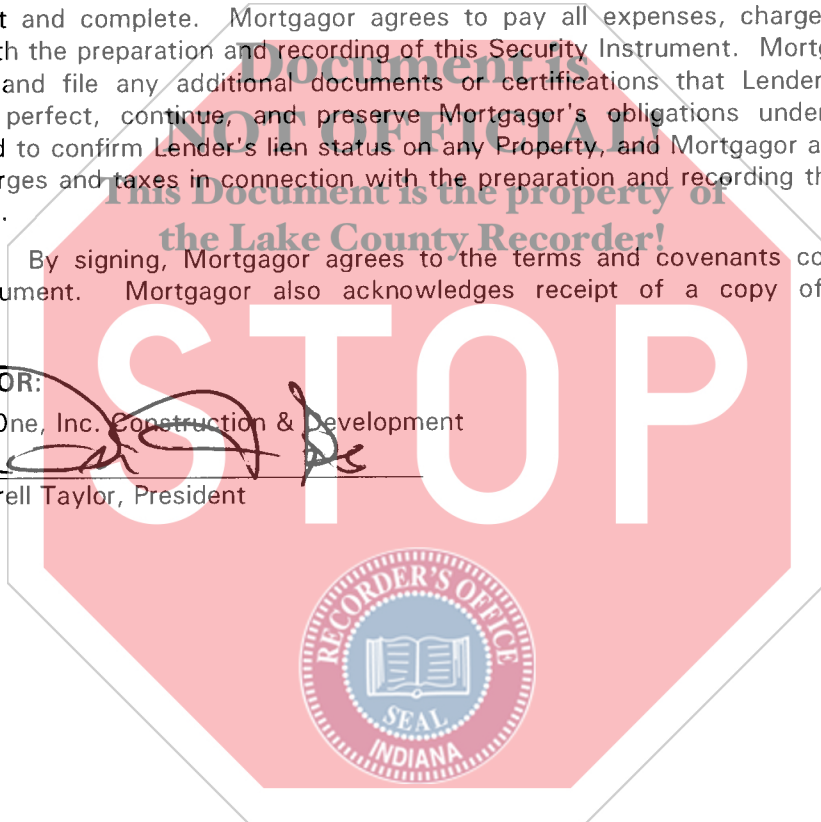 t and complete. Mortgagor agrees to pay all expenses, charge
th the preparation and recording of this Security Instrument. Mort
and file any additional documents or certifications that Lender
perfect, continue, and preserve Mortgagor's obligations under
d to confirm Lender's lien status on any Property, and Mortgagor a
rges and taxes in connection with the preparation and recording th
.
Document is
NOT OFFICIAL!
This Document is the property of
the Lake County Recorder!
By signing, Mortgagor agrees to the terms and covenants co
ument. Mortgagor also acknowledges receipt of a copy of
STOP
OR:
One, Inc. Construction & Development
rell Taylor, President
RECORDER'S OFFICE
SEAL
INDIANA